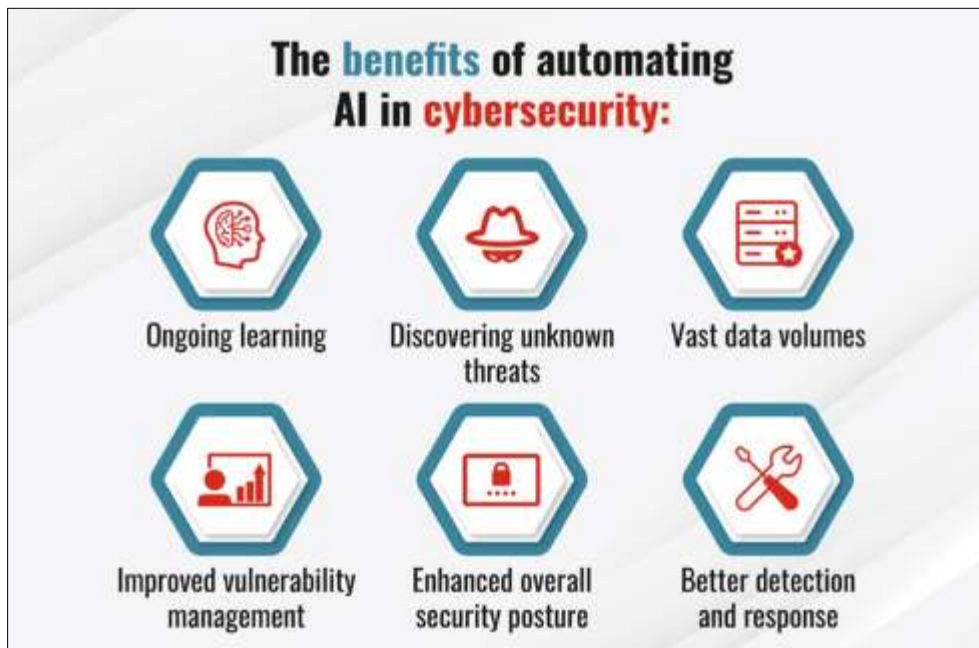 The benefits of automating
AI in cybersecurity:
Ongoing learning
Discovering unknown
threats
Vast data volumes
Improved vulnerability
management
Enhanced overall
security posture
Better detection
and response